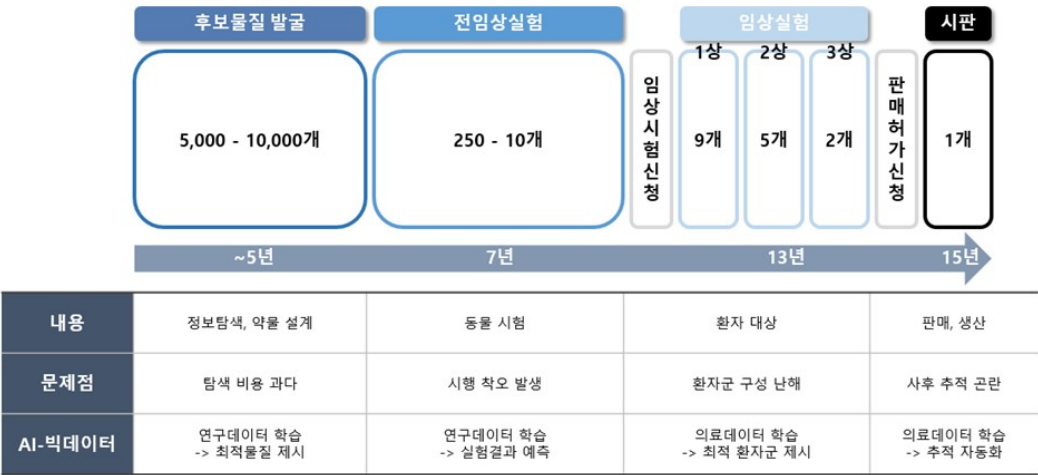 후보물질 발굴
전임상실험
임상실험
시판
1상
2상
3상
5,000 - 10,000개
250 - 10개
임상시험신청
9개
5개
2개
판매허가신청
1개
~5년
7년
13년
15년
내용
정보탐색, 약물 설계
동물 시험
환자 대상
판매, 생산
문제점
탐색 비용 과다
시행 착오 발생
환자군 구성 난해
사후 추적 곤란
AI-빅데이터
연구데이터 학습
-> 최적물질 제시
연구데이터 학습
-> 실험결과 예측
의료데이터 학습
-> 최적 환자군 제시
의료데이터 학습
-> 추적 자동화